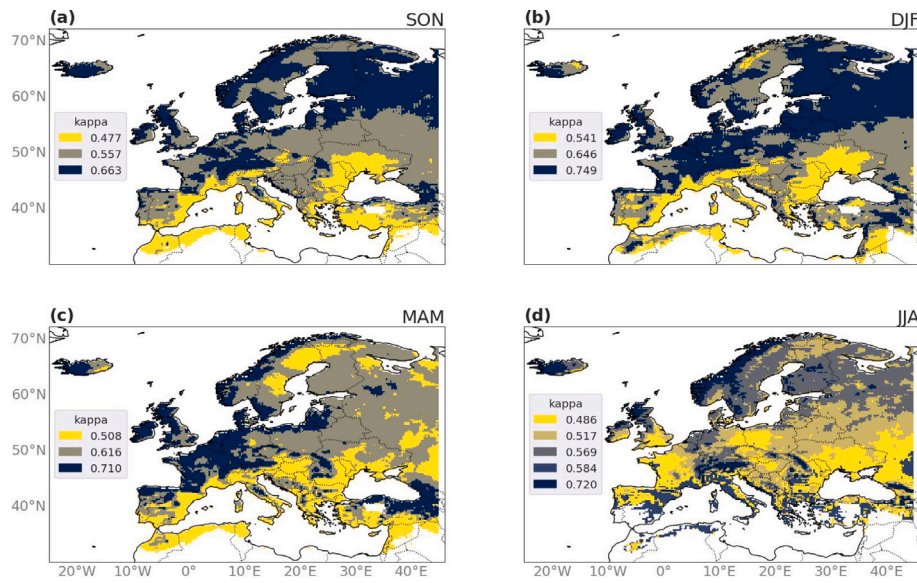 (a) SON
(b) DJF
70°N
60°N
50°N
40°N
kappa
0.477
0.557
0.663
kappa
0.541
0.646
0.749
(c) MAM
(d) JJA
70°N
60°N
50°N
40°N
kappa
0.508
0.616
0.710
kappa
0.486
0.517
0.569
0.584
0.720
20°W 10°W 0°E 10°E 20°E 30°E 40°E
20°W 10°W 0°E 10°E 20°E 30°E 40°E